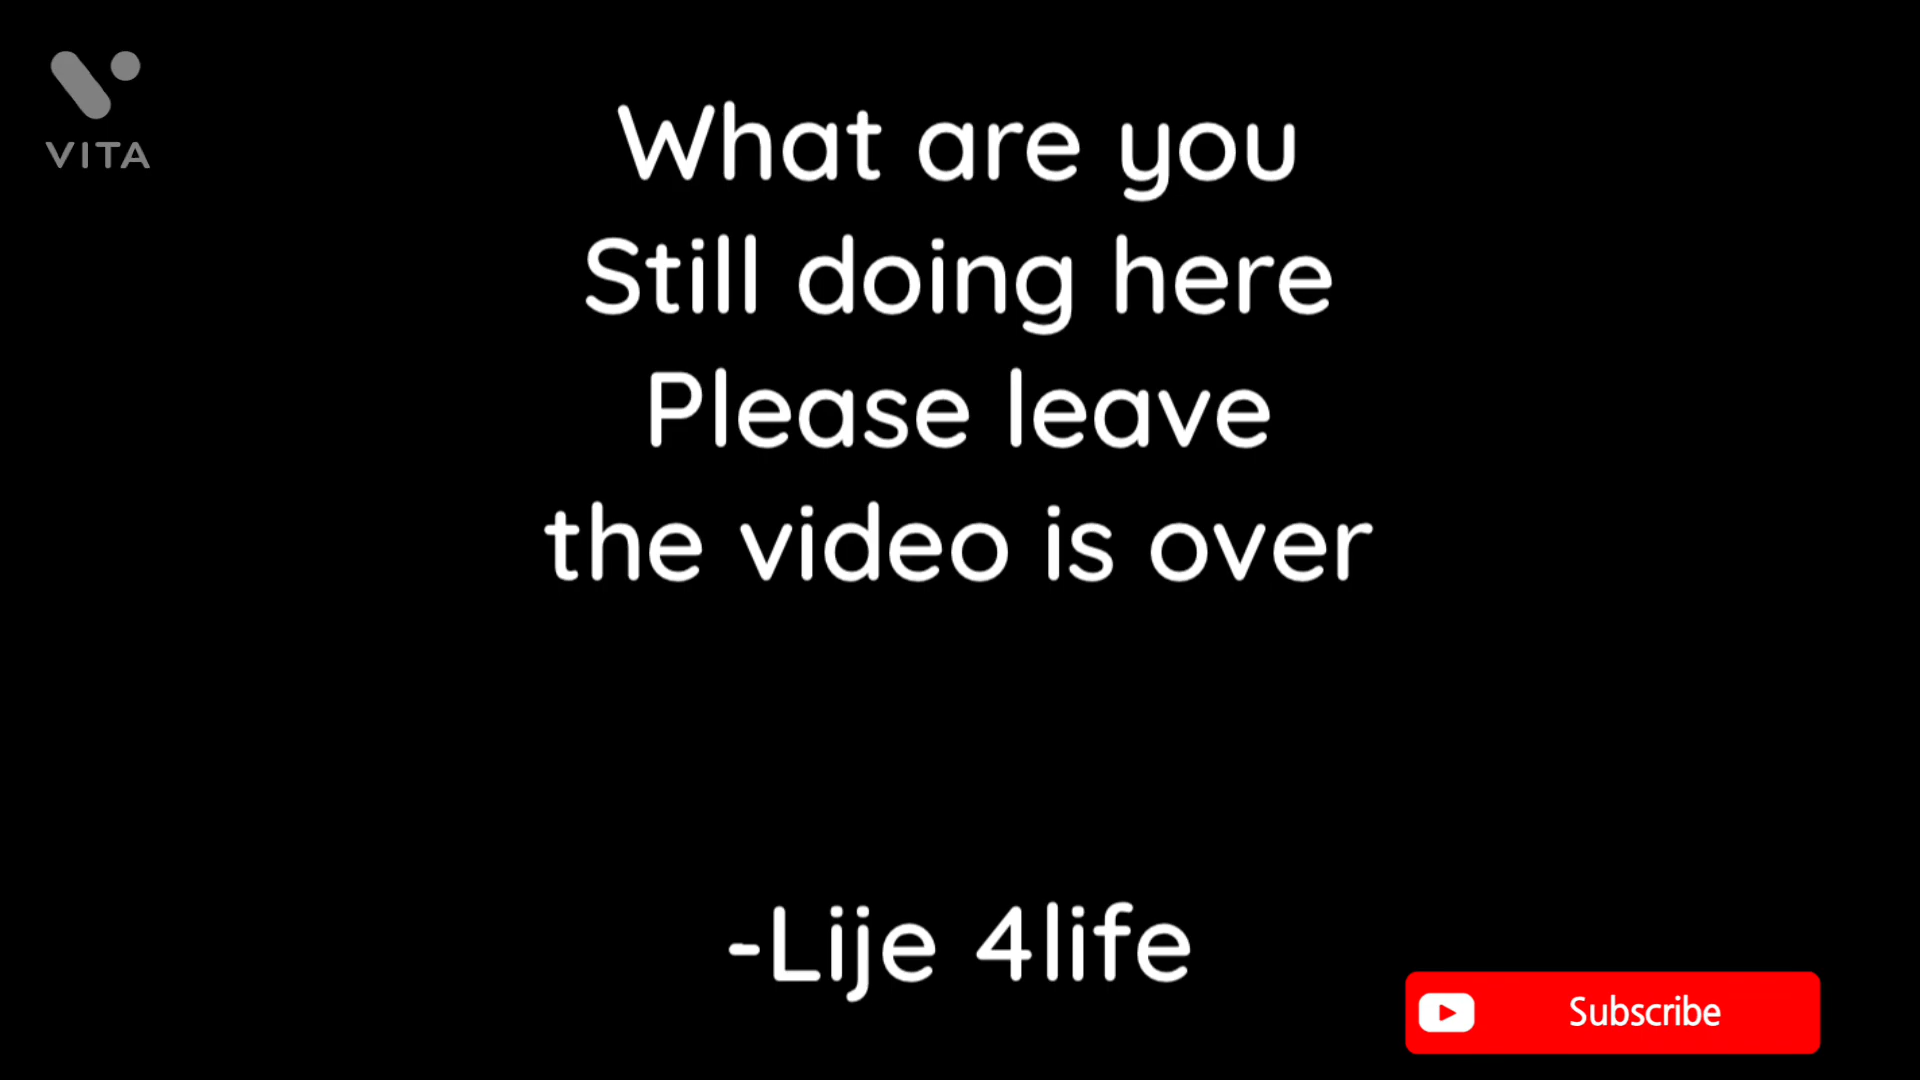 VITA
What are you
Still doing here
Please leave
the video is over
-Lije 4life
Subscribe